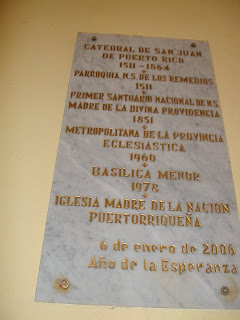 CATEDRAL DE SAN JUAN
DE PUERTO RICO
1511 - 1664
PARROQUIA N.S. DE LOS REMEDIOS
1511
PRIMER SANTUARIO NACIONAL DE N.S.
MADRE DE LA DIVINA PROVIDENCIA
1851
METROPOLITANA DE LA PROVINCIA
ECLESIASTICA
1960
BASILICA MENOR
1978
IGLESIA MADRE DE LA NACION
PUERTORRIQUEÑA
6 de enero de 2006
Año de la Esperanza